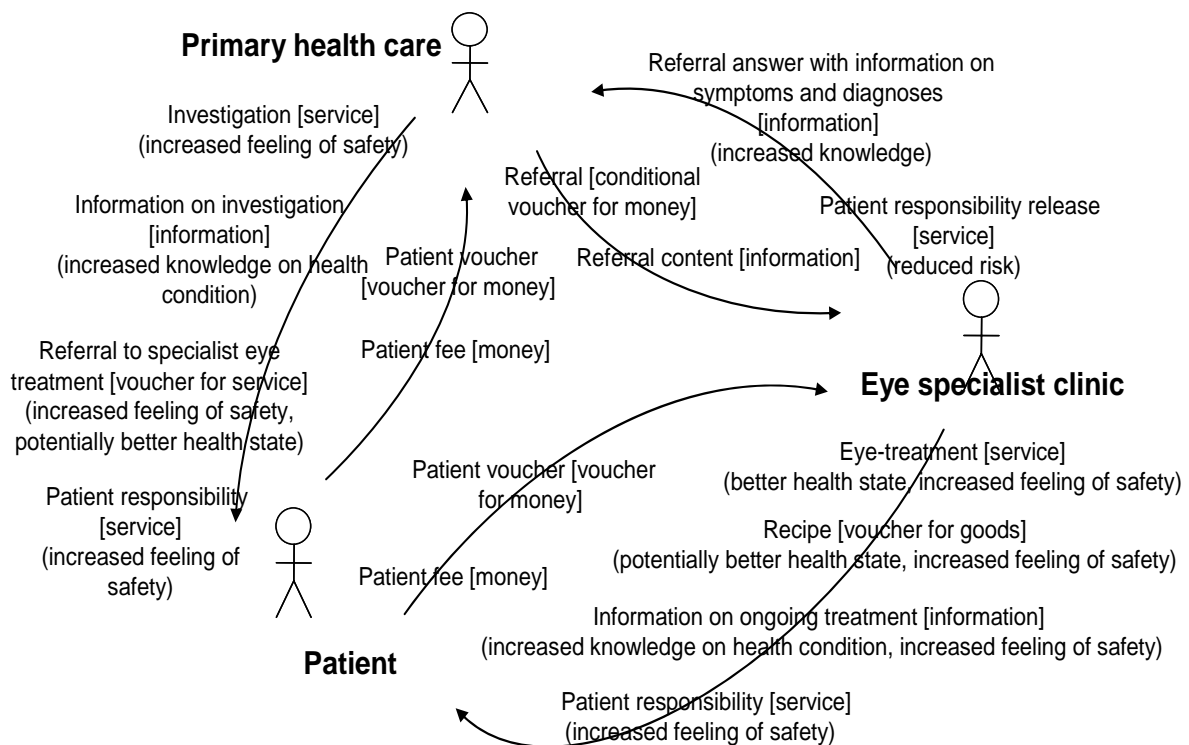 Primary health care
Referral answer with information on
symptoms and diagnoses
[information]
(increased knowledge)
Investigation [service]
(increased feeling of safety)
Referral [conditional
voucher for money]
Information on investigation
[information]
(increased knowledge on health
condition)
Patient responsibility release
[service]
(reduced risk)
Patient voucher
[voucher for money]
Referral content [information]
Referral to specialist eye
treatment [voucher for service]
(increased feeling of safety,
potentially better health state)
Patient fee [money]
Eye specialist clinic
Patient voucher [voucher
for money]
Eye-treatment [service]
(better health state, increased feeling of safety)
Patient responsibility
[service]
(increased feeling of
safety)
Recipe [voucher for goods]
(potentially better health state, increased feeling of safety)
Patient fee [money]
Information on ongoing treatment [information]
(increased knowledge on health condition, increased feeling of safety)
Patient
Patient responsibility [service]
(increased feeling of safety)